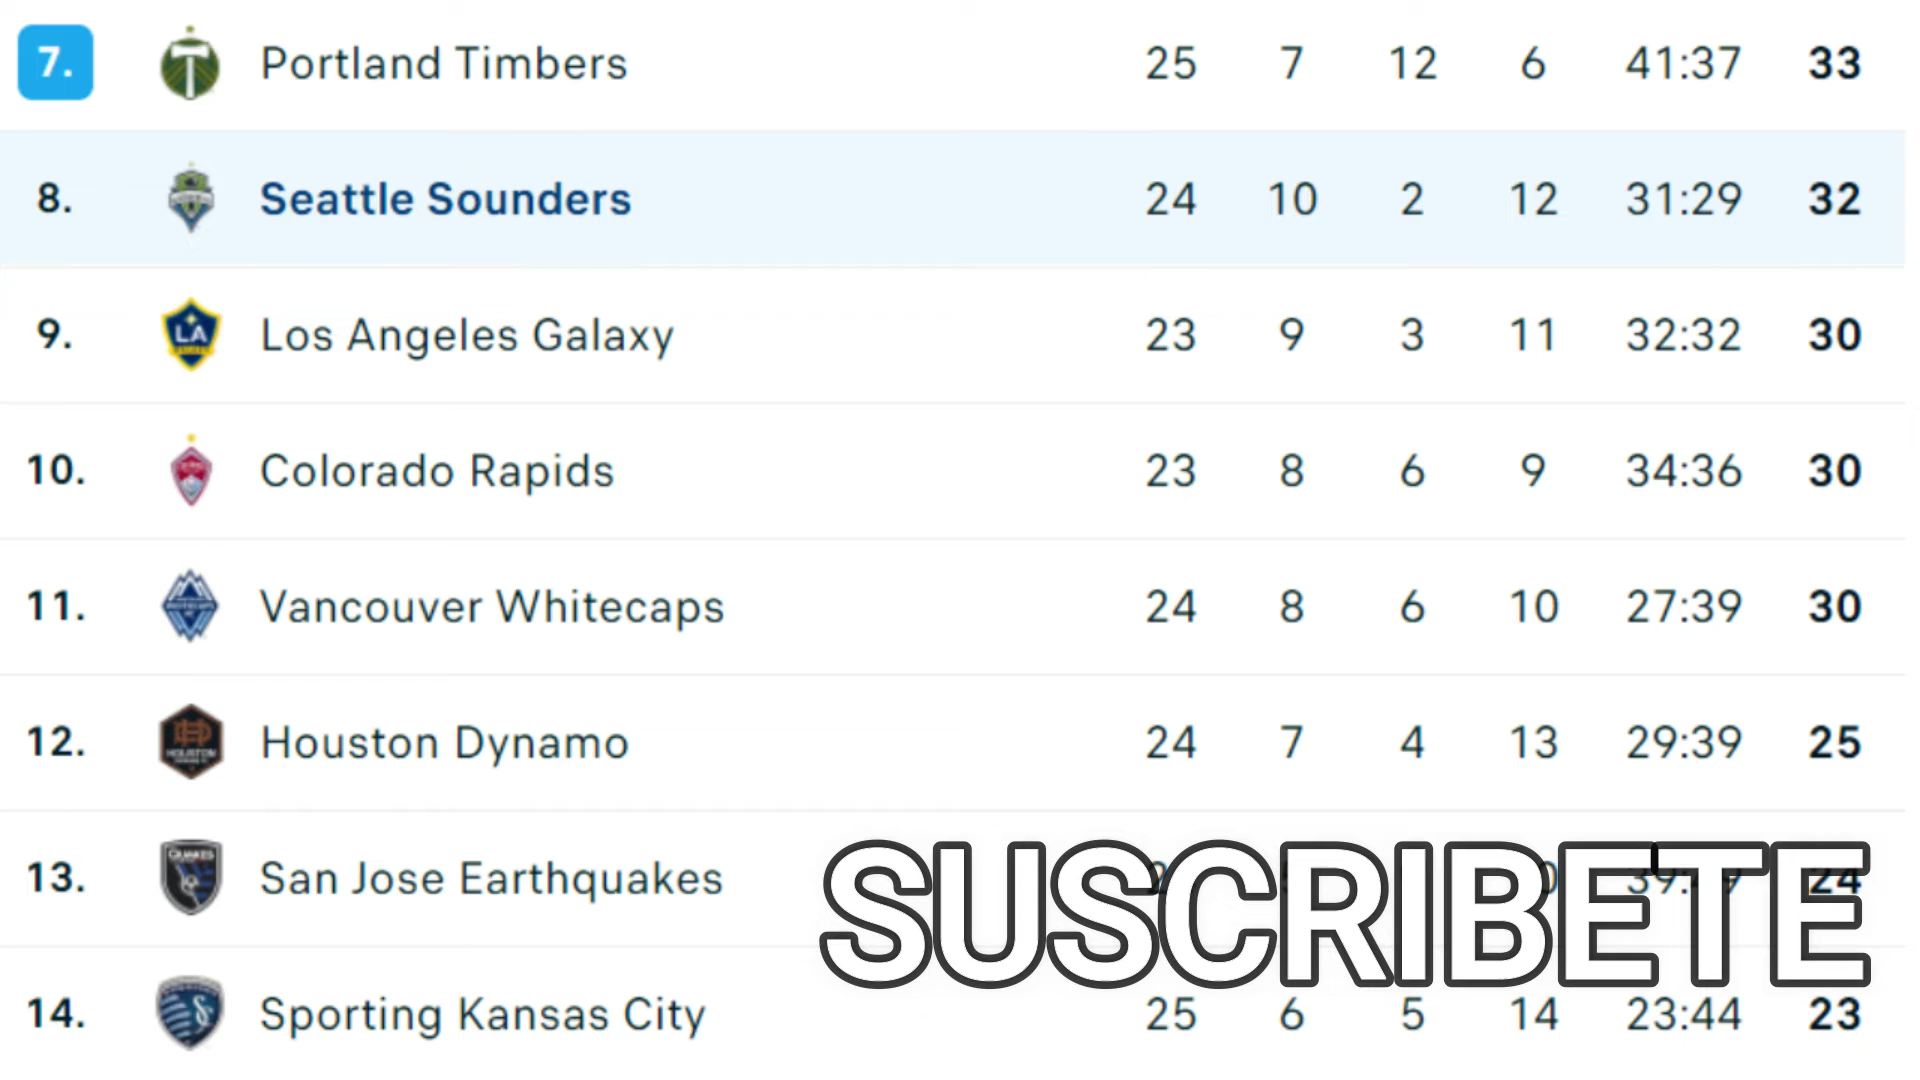 7. Portland Timbers 25 7 12 6 41:37 33
8. Seattle Sounders 24 10 2 12 31:29 32
9. LA Los Angeles Galaxy 23 9 3 11 32:32 30
10. Colorado Rapids 23 8 6 9 34:36 30
11. Vancouver Whitecaps 24 8 6 10 27:39 30
12. HOUSTON Houston Dynamo 24 7 4 13 29:39 25
13. QUAKES San Jose Earthquakes 24
SUSCRIBETE
14. Sporting Kansas City 25 6 5 14 23:44 23